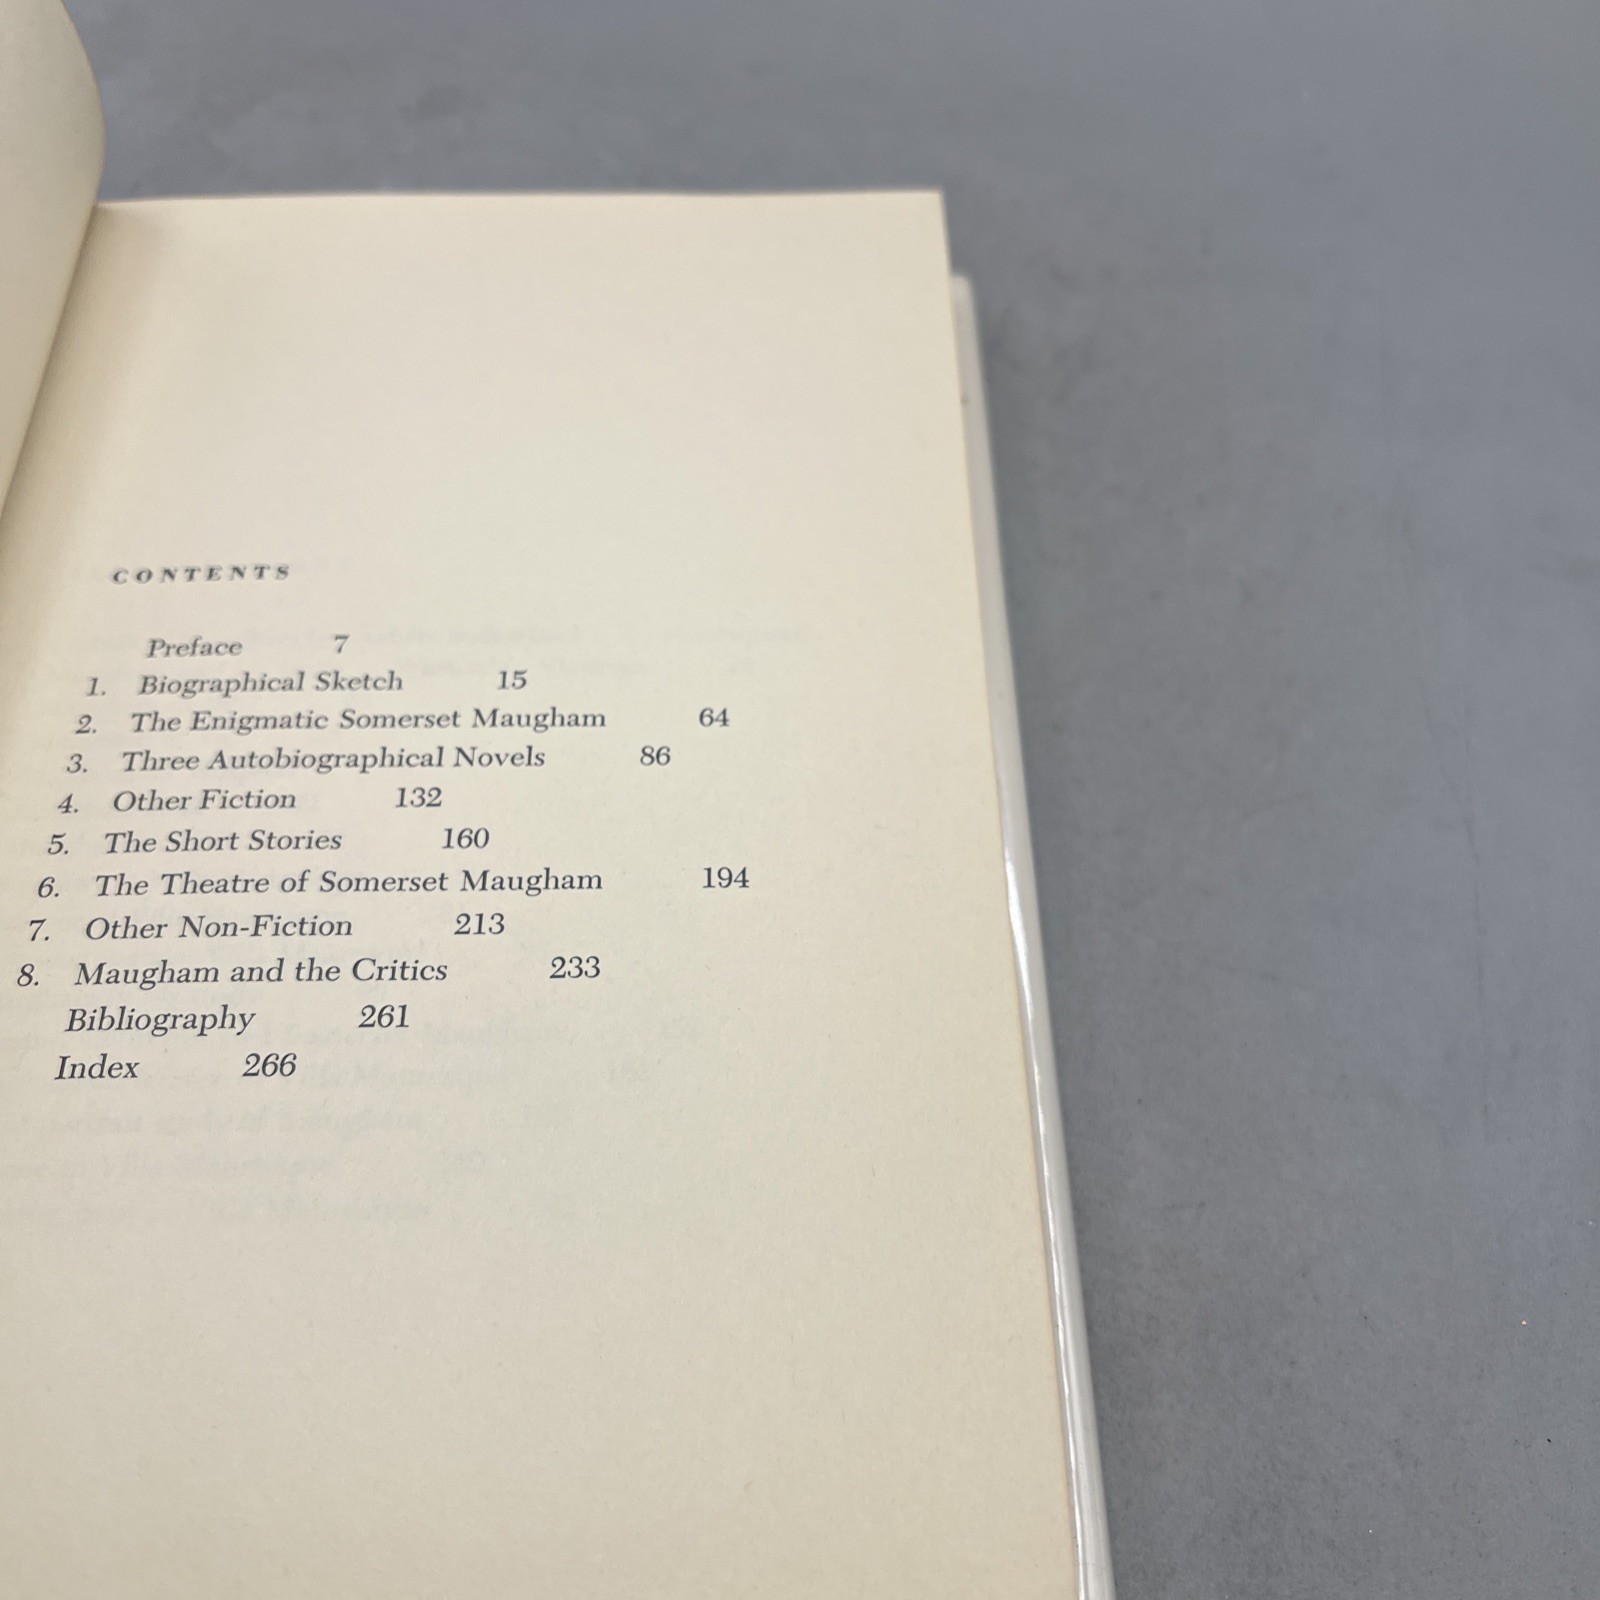 CONTENTS
Preface 7
1. Biographical Sketch 15
2. The Enigmatic Somerset Maugham 64
3. Three Autobiographical Novels 86
4. Other Fiction 132
5. The Short Stories 160
6. The Theatre of Somerset Maugham 194
7. Other Non-Fiction 213
8. Maugham and the Critics 233
Bibliography 261
Index 266